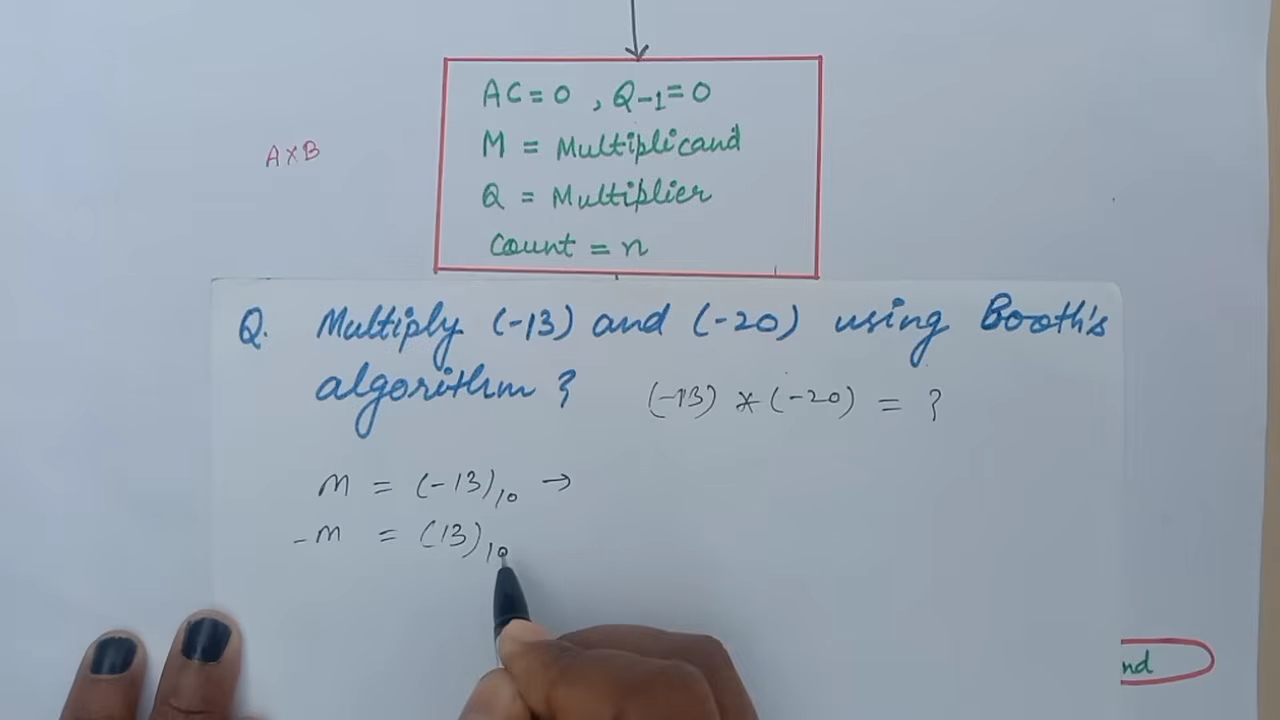 AC = 0 , Q-1 = 0
A×B
M = Multiplicand
Q = Multiplier
Count = n
Q. Multiply (-13) and (-20) using Booth's
algorithm ? (-13) * (-20) = ?
M = (-13)10 →
-M = (13)10
nd